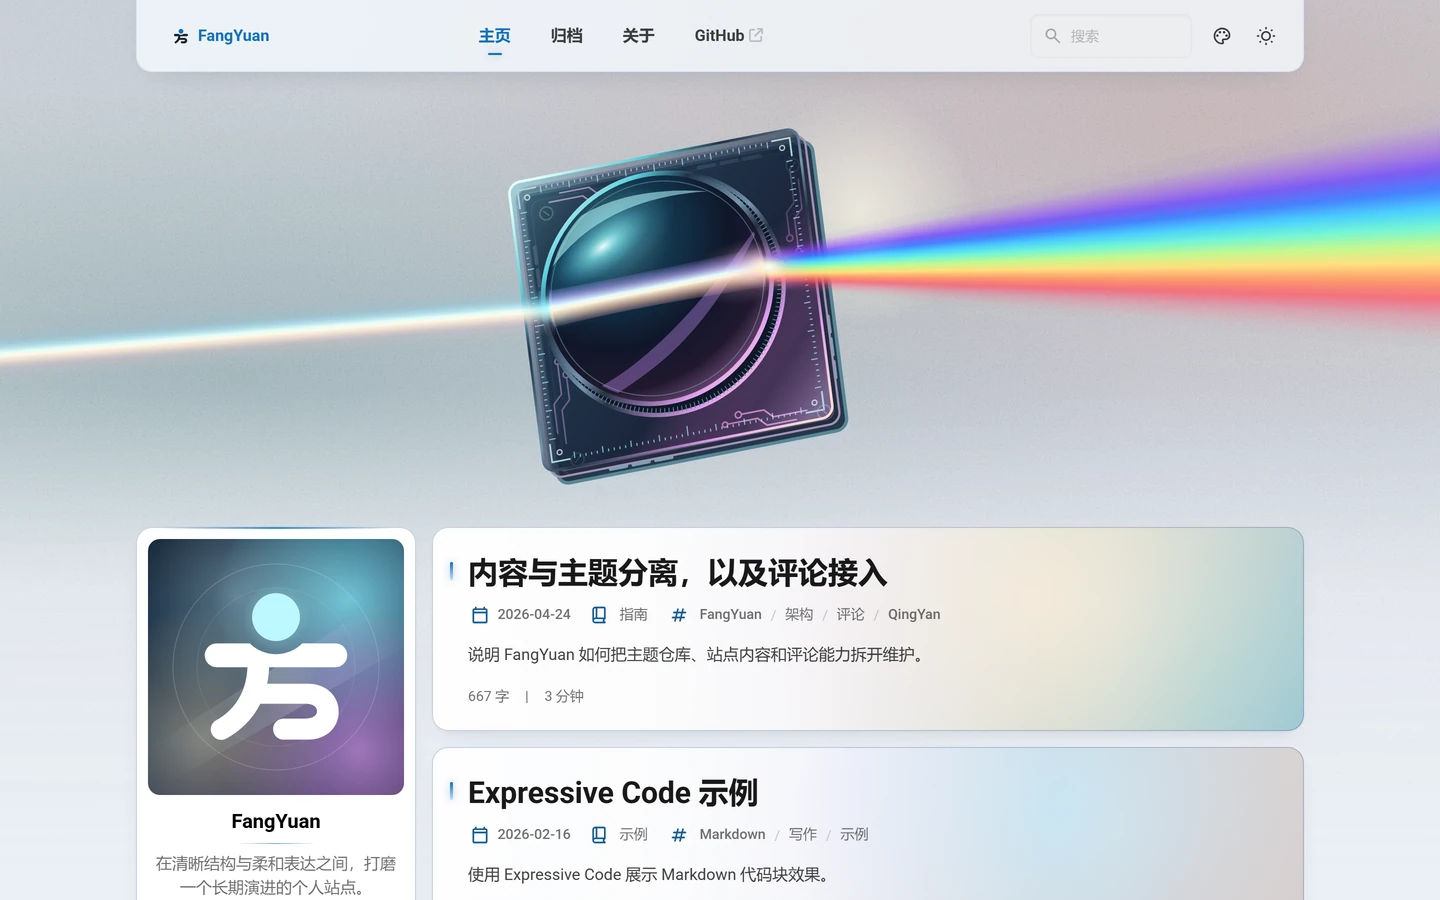 FangYuan
主页
归档
关于
GitHub
搜索
FangYuan
在清晰结构与柔和表达之间，打磨
一个长期演进的个人站点。
内容与主题分离，以及评论接入
2026-04-24 指南 # FangYuan / 架构 / 评论 / QingYan
说明 FangYuan 如何把主题仓库、站点内容和评论能力拆开维护。
667 字 | 3 分钟
Expressive Code 示例
2026-02-16 示例 # Markdown / 写作 / 示例
使用 Expressive Code 展示 Markdown 代码块效果。